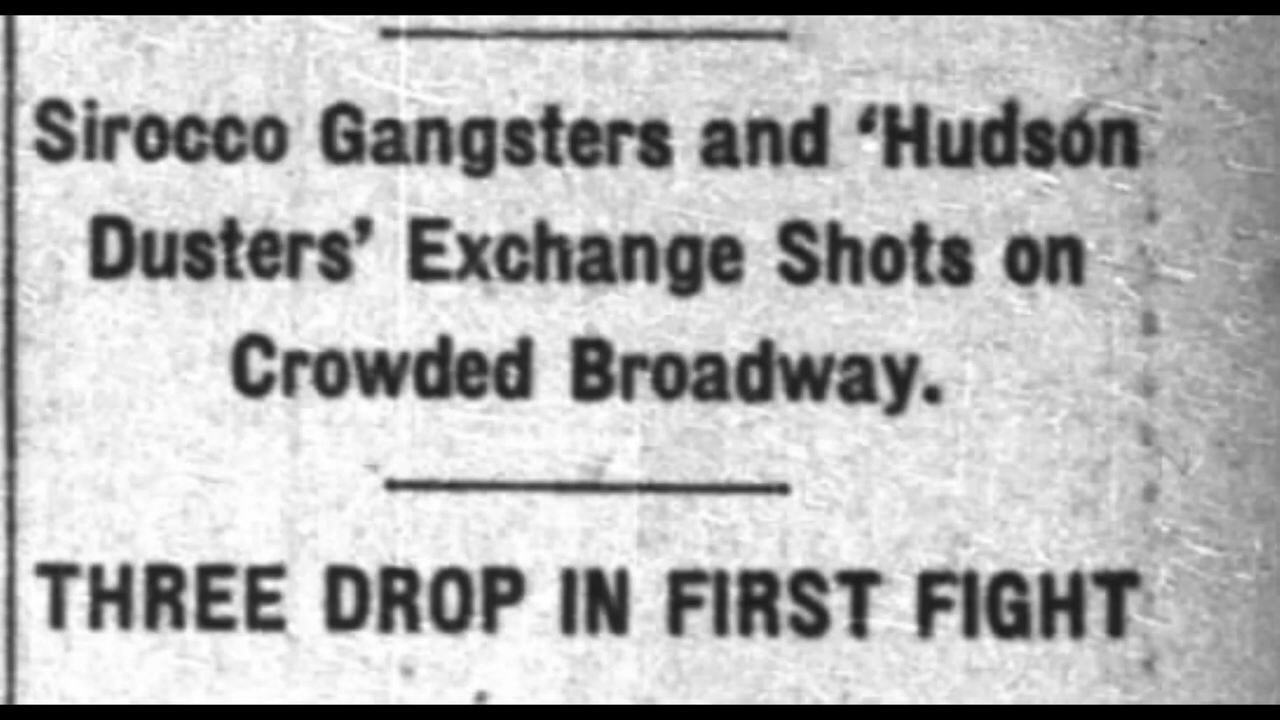 Sirocco Gangsters and ‘Hudson
Dusters’ Exchange Shots on
Crowded Broadway.
THREE DROP IN FIRST FIGHT